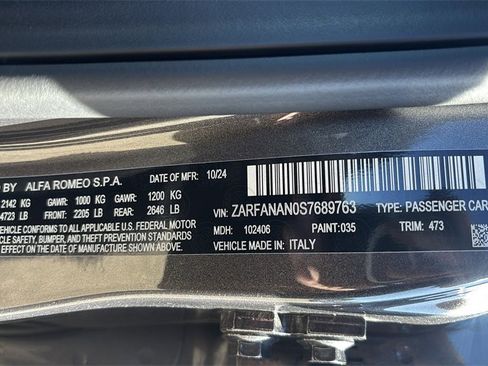 D BY ALFA ROMEO S.P.A. DATE OF MFR: 10/24
2142 KG GAWR: 1000 KG GAWR: 1200 KG
4723 LB FRONT: 2205 LB REAR: 2646 LB
E CONFORMS TO ALL APPLICABLE U.S. FEDERAL MOTOR
SAFETY, BUMPER, AND THEFT PREVENTION STANDARDS
EFFECT ON THE DATE OF MANUFACTURE SHOWN ABOVE.
VIN: ZARFANAN0S7689763 TYPE: PASSENGER CAR
MDH: 102406 PAINT:035 TRIM: 473
MADE IN: ITALY